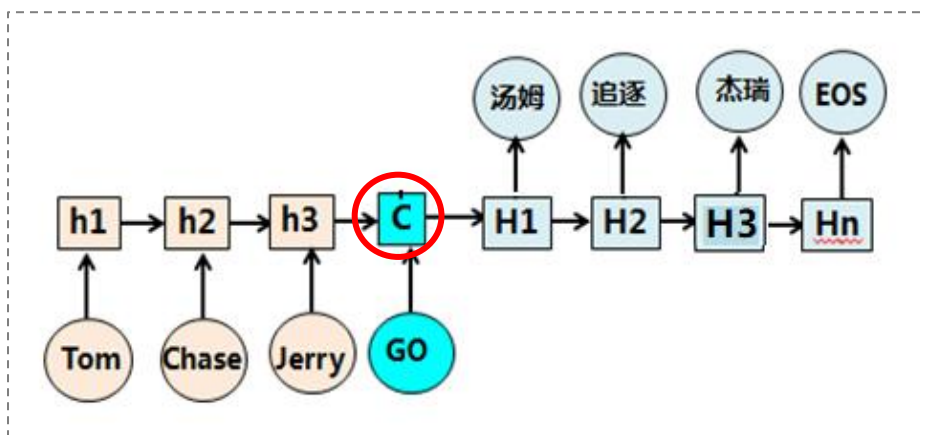 汤姆 追逐 杰瑞 EOS
h1 h2 h3 C H1 H2 H3 Hn
Tom Chase Jerry GO